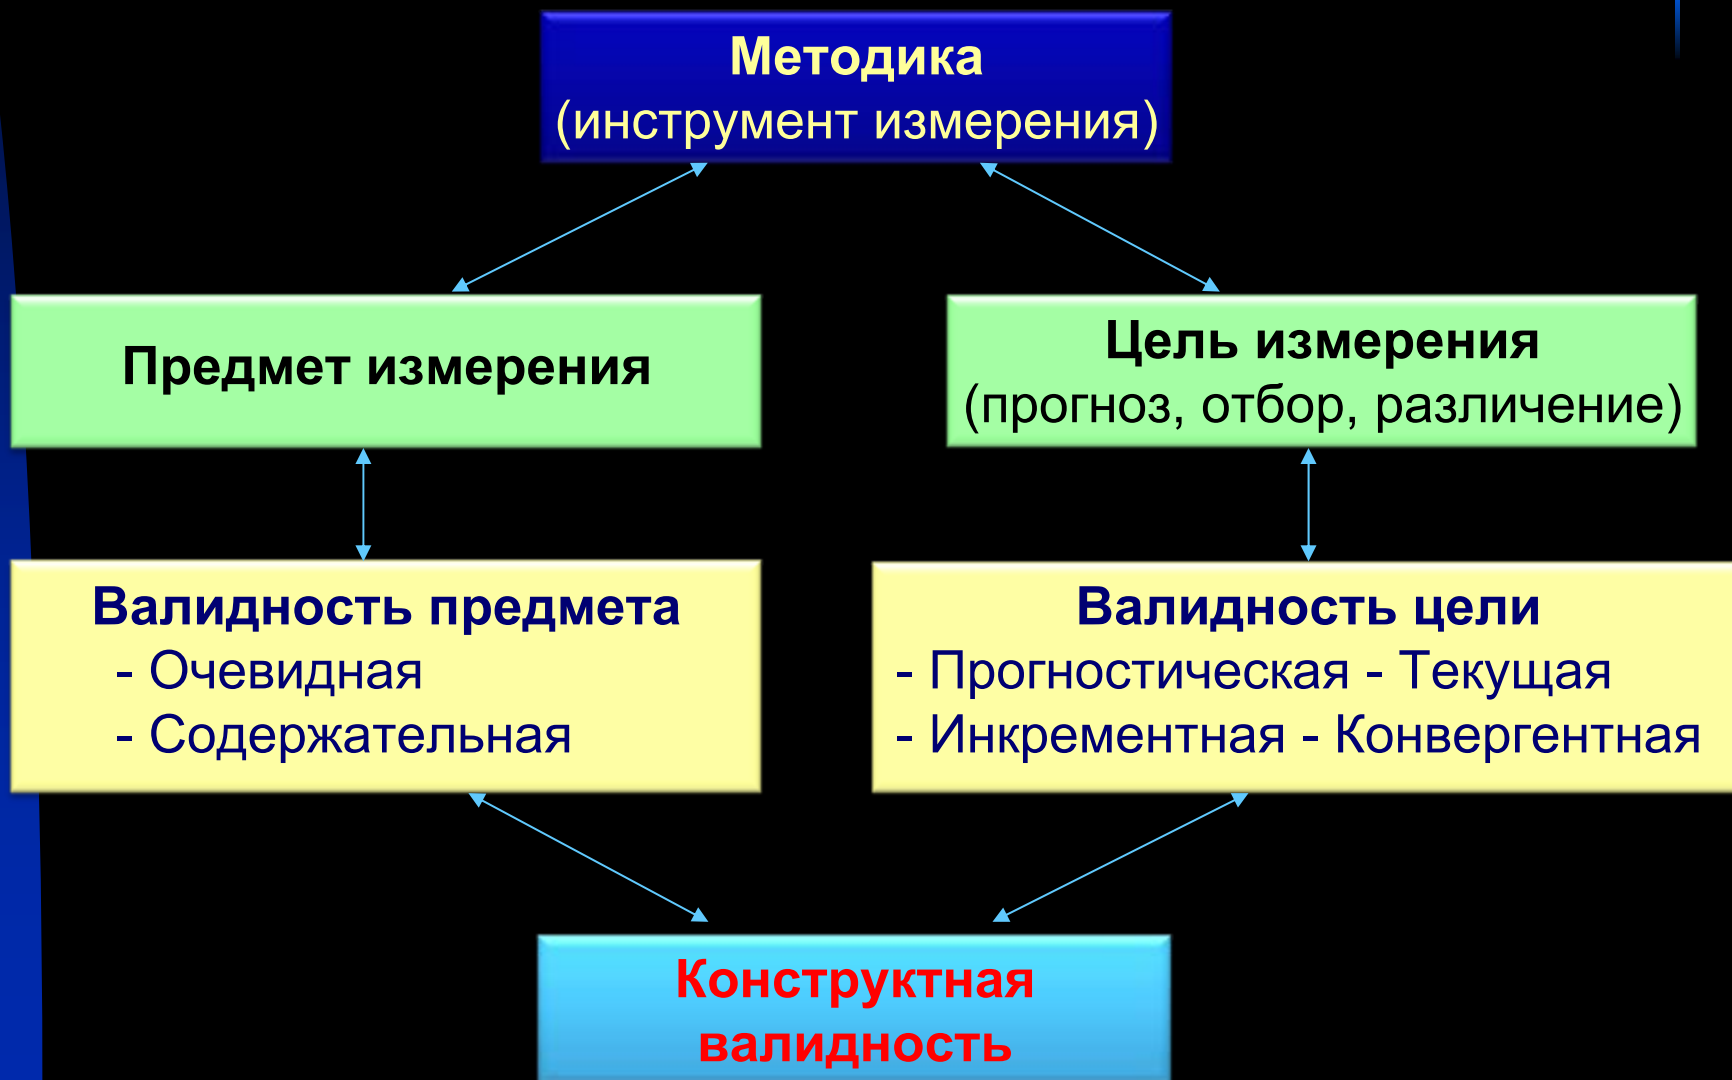 Методика
(инструмент измерения)
Предмет измерения
Цель измерения
(прогноз, отбор, различение)
Валидность предмета
- Очевидная
- Содержательная
Валидность цели
- Прогностическая - Текущая
- Инкрементная - Конвергентная
Конструктная
валидность